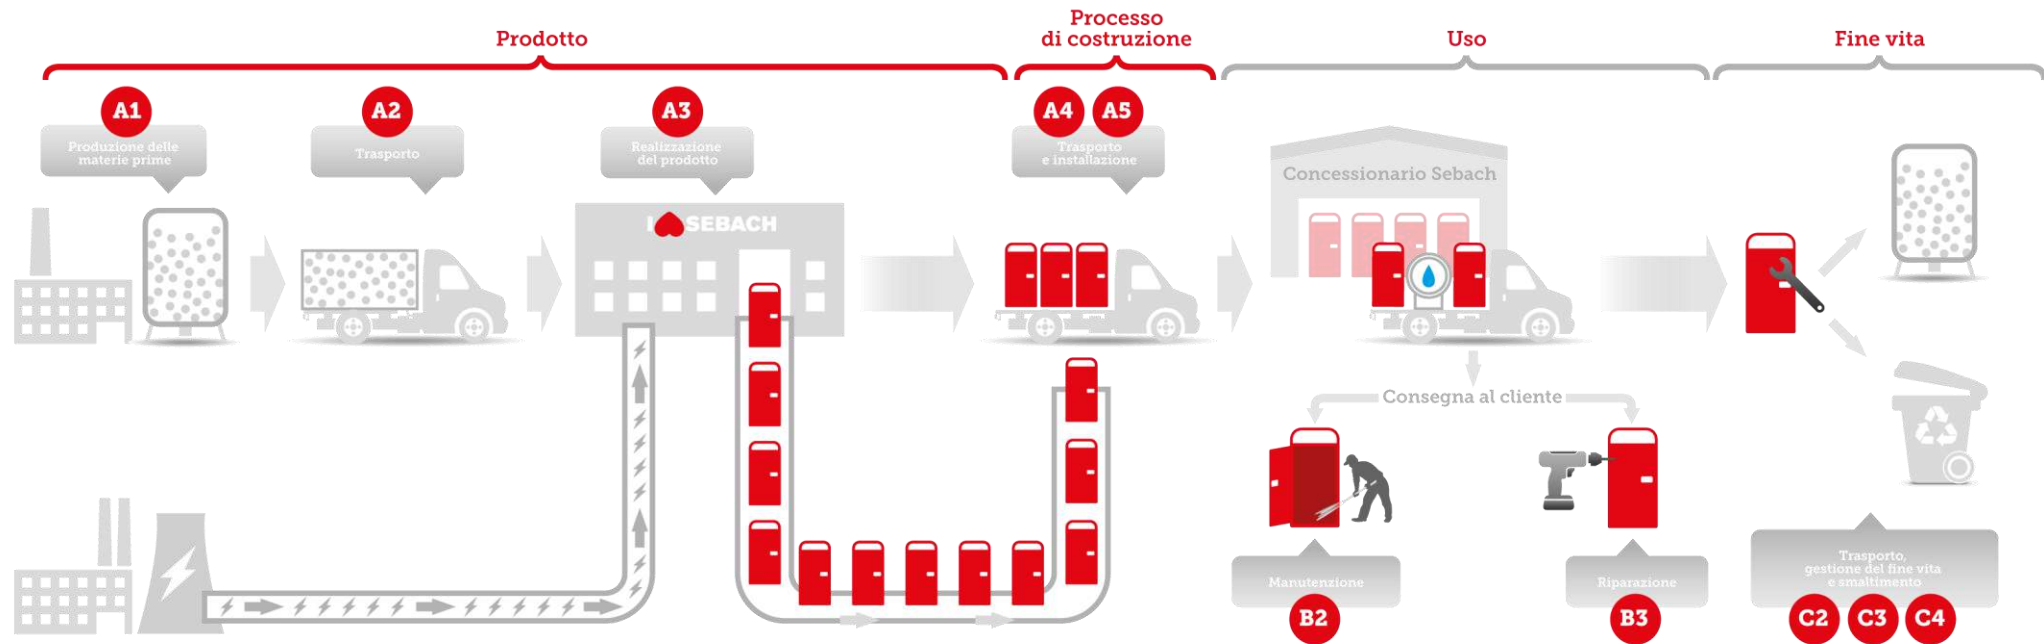 Prodotto
Processo
di costruzione
Uso
Fine vita
A1
Produzione delle
materie prime
A2
Trasporto
A3
Realizzazione
del prodotto
A4 A5
Trasporto
e installazione
I SEBACH
Concessionario Sebach
Consegna al cliente
Manutenzione
B2
Riparazione
B3
Trasporto,
gestione del fine vita
e smaltimento
C2 C3 C4